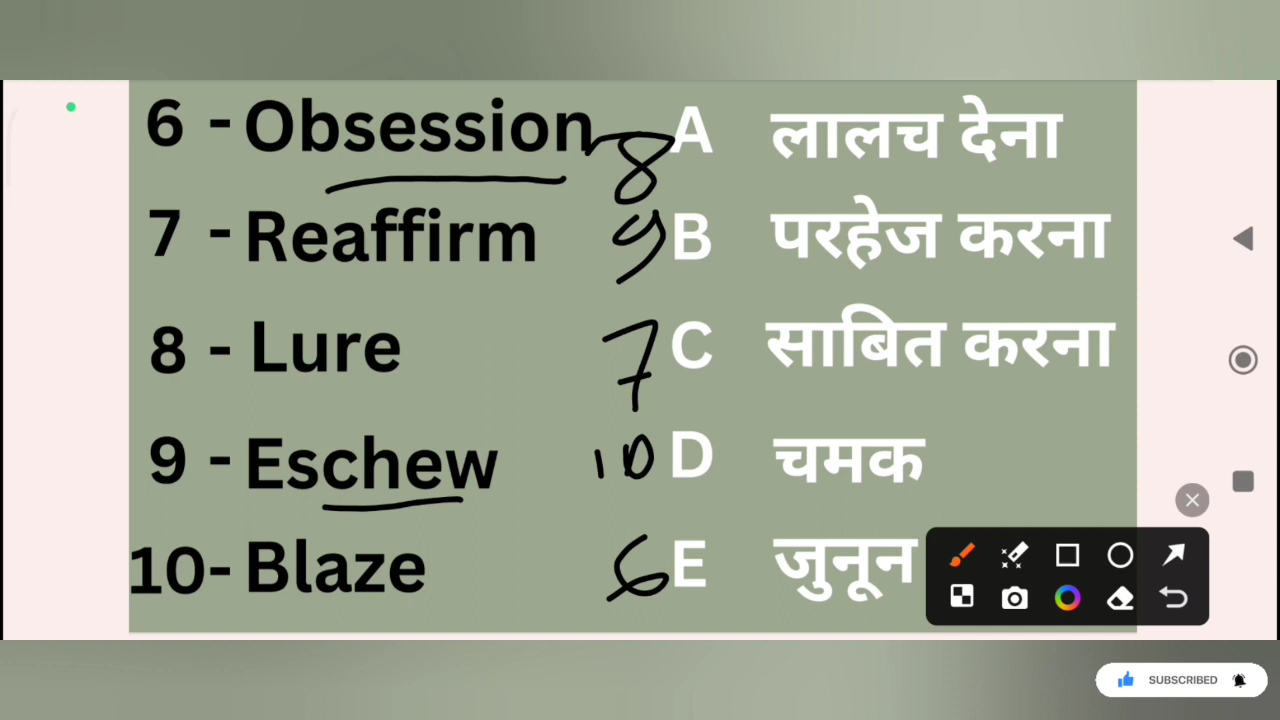 6 - Obsession 8 A लालच देना
7 - Reaffirm 9 B परहेज करना
8 - Lure 7 C साबित करना
9 - Eschew 10 D चमक
10- Blaze 6 E जुनून
SUBSCRIBED